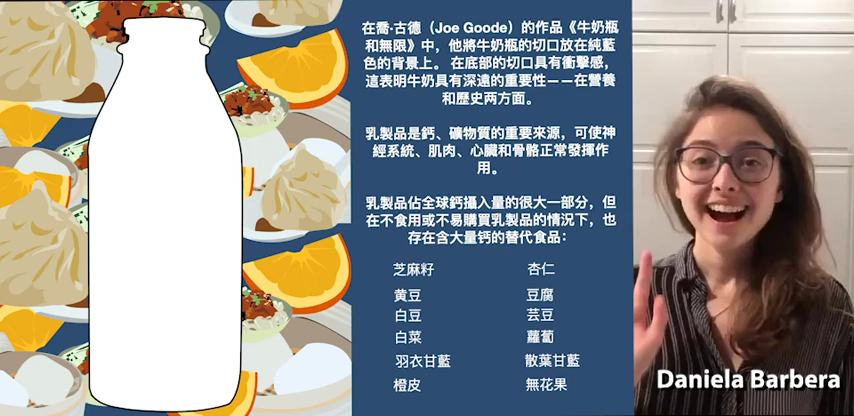 在喬·古德（Joe Goode）的作品《牛奶瓶
和無限》中，他將牛奶瓶的切口放在純藍
色的背景上。 在底部的切口具有衝擊感，
這表明牛奶具有深遠的重要性——在營養
和歷史两方面。
乳製品是鈣、礦物質的重要來源，可使神
經系統、肌肉、心臟和骨骼正常發揮作
用。
乳製品佔全球鈣攝入量的很大一部分，但
在不食用或不易購買乳製品的情況下，也
存在含大量钙的替代食品：
芝麻籽 杏仁
黄豆 豆腐
白豆 芸豆
白菜 蘿蔔
羽衣甘藍 散葉甘藍
橙皮 無花果
Daniela Barbera